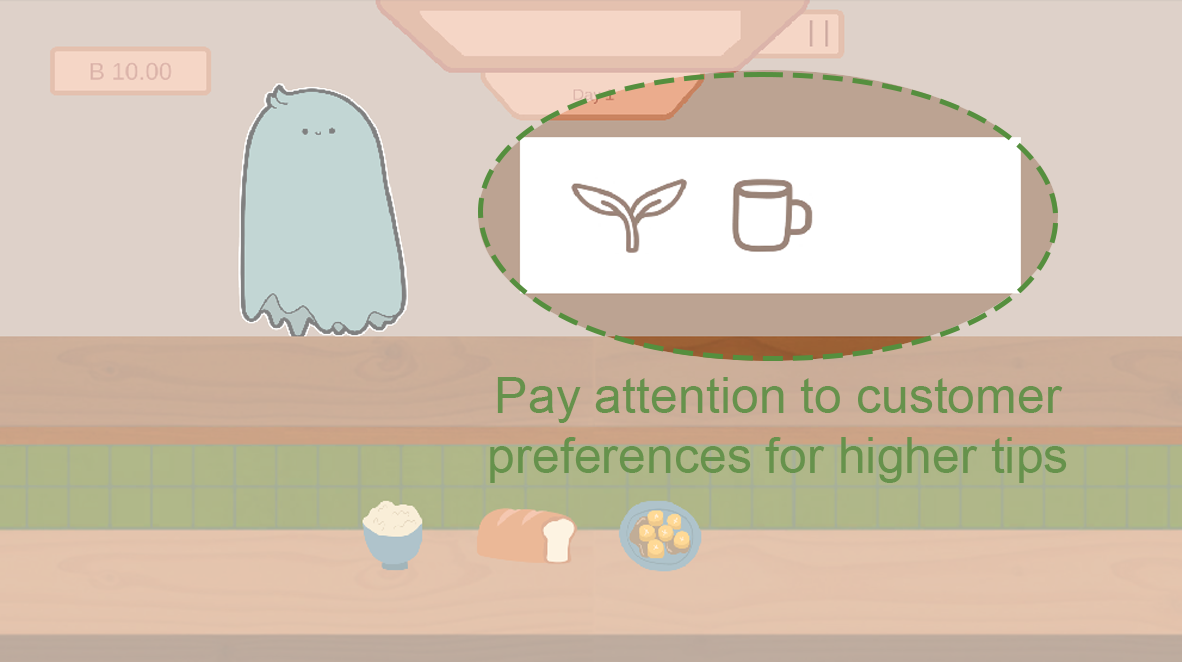 B 10.00
Day 1
Pay attention to customer
preferences for higher tips